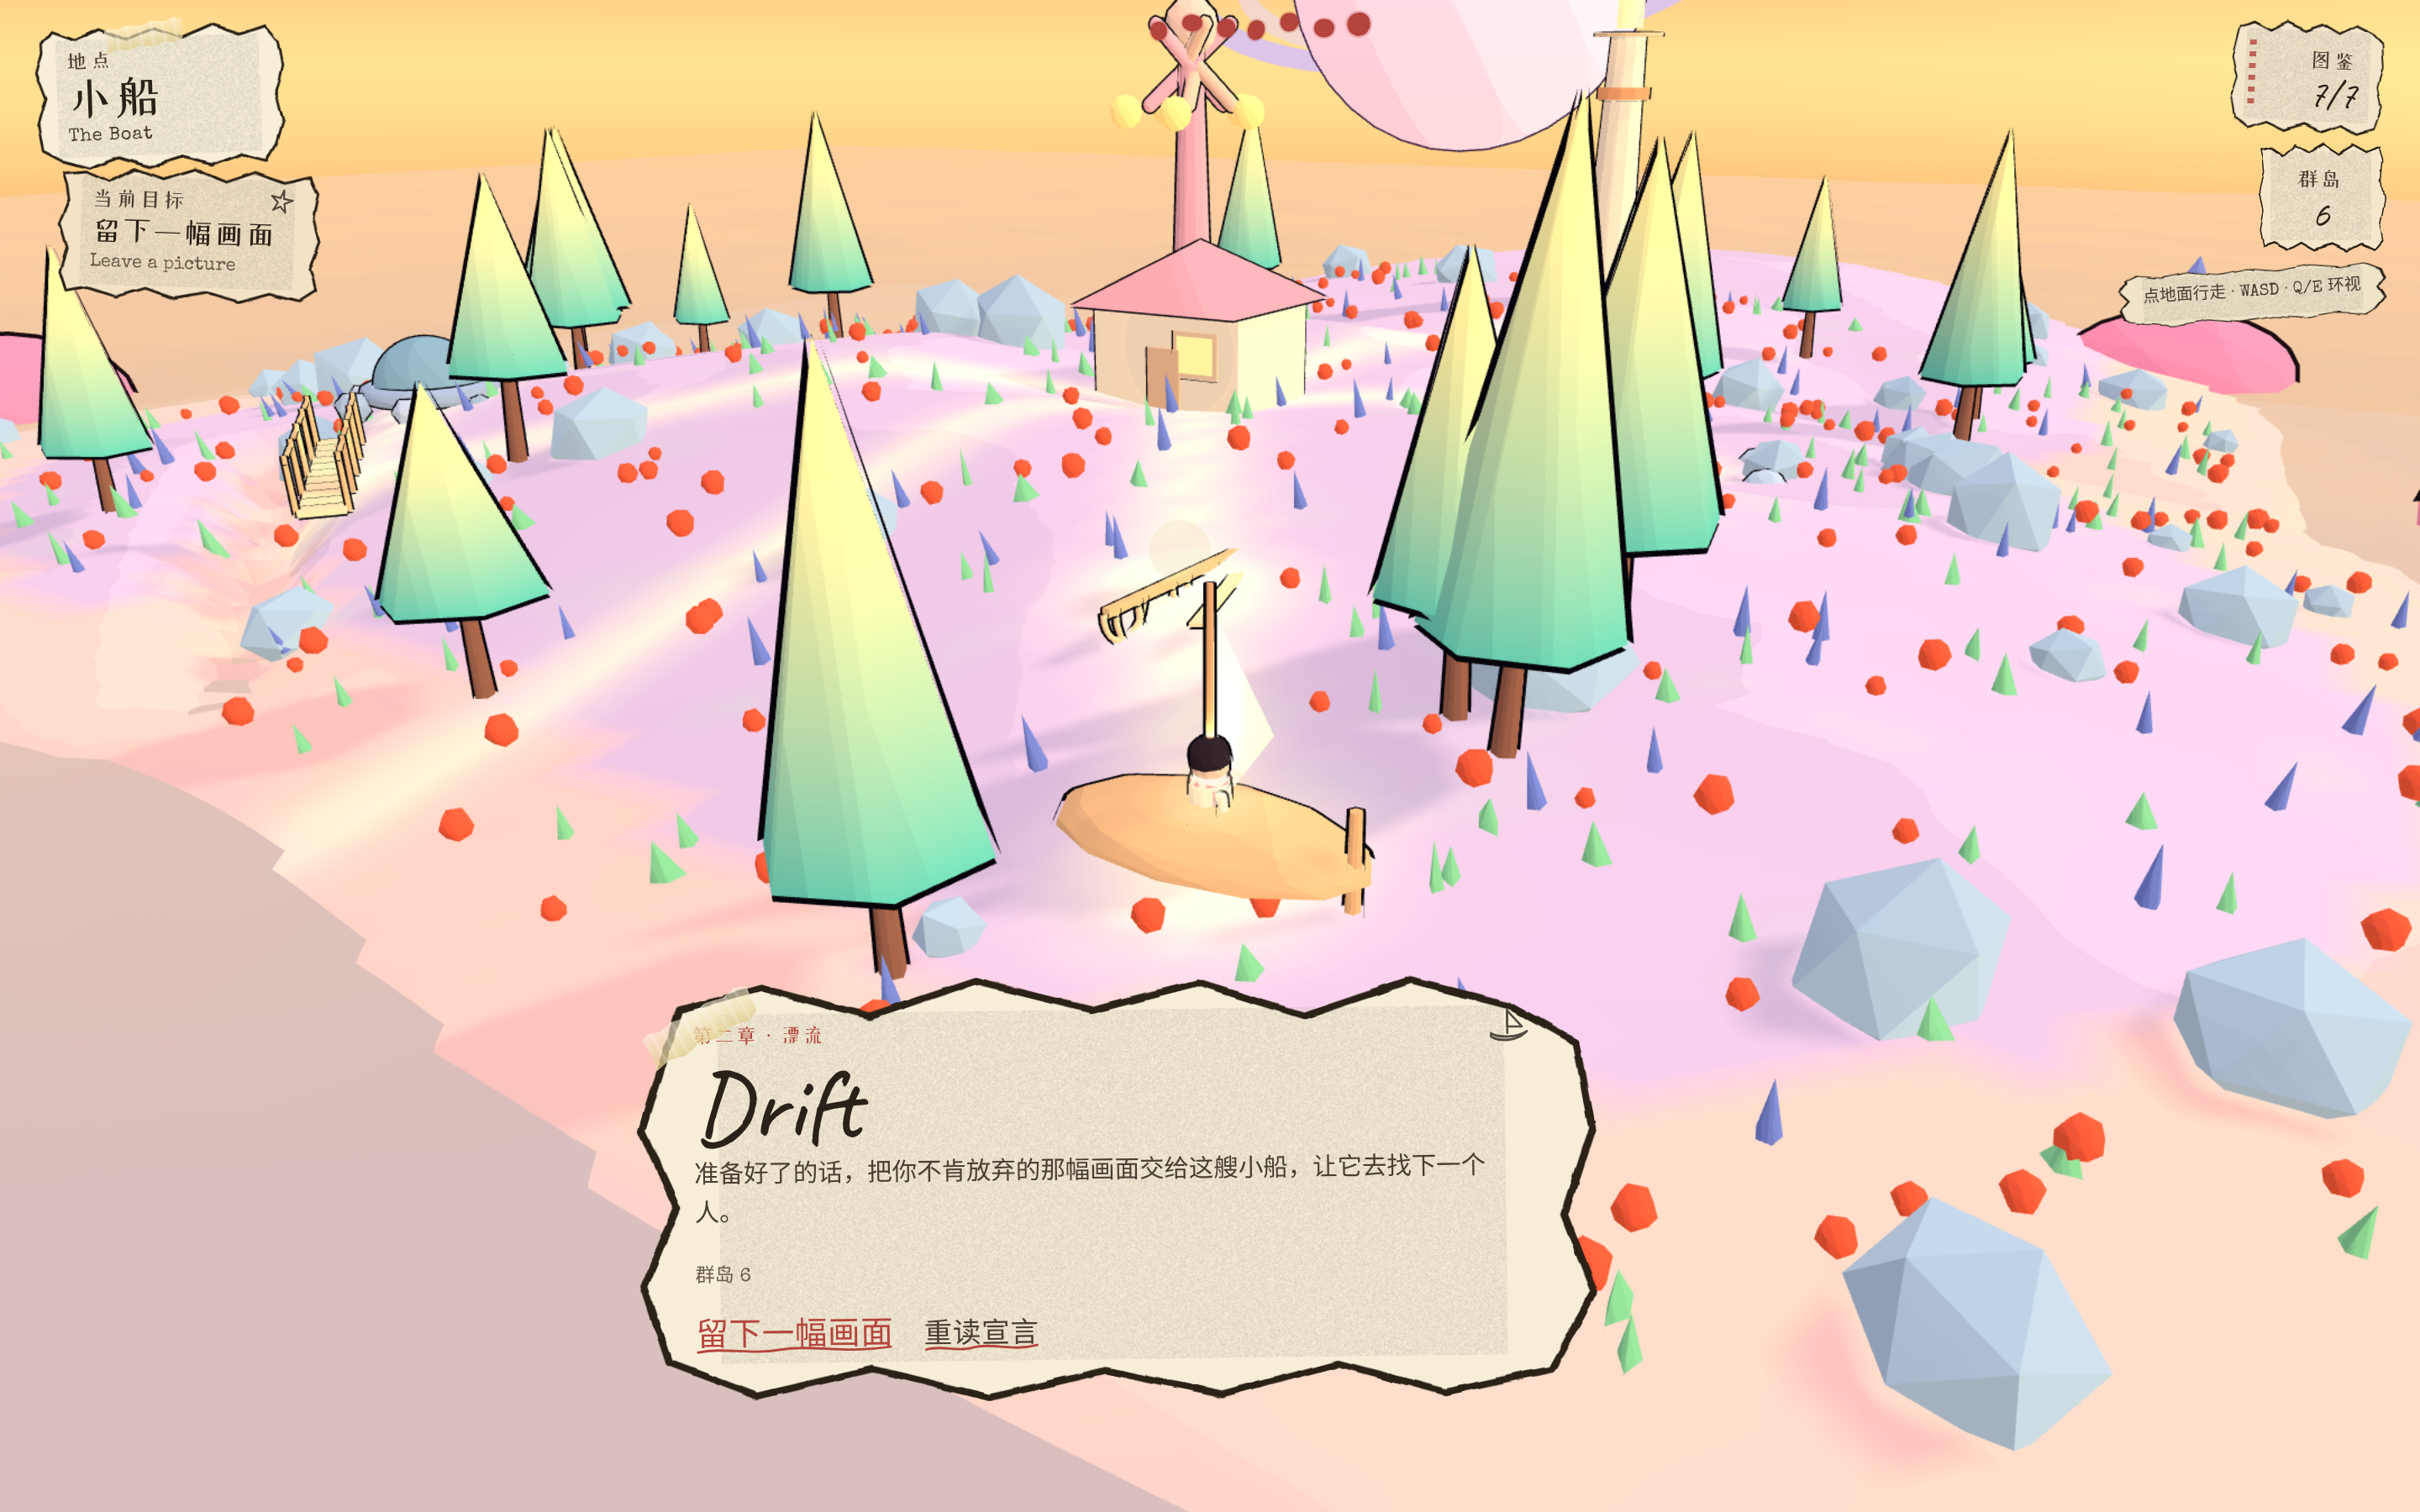 地点
小船
The Boat
当前目标
留下一幅画面
Leave a picture
图鉴
7/7
群岛
6
点地面行走 · WASD · Q/E 环视
第二章 · 漂流
Drift
准备好了的话，把你不肯放弃的那幅画面交给这艘小船，让它去找下一个
人。
群岛 6
留下一幅画面 重读宣言